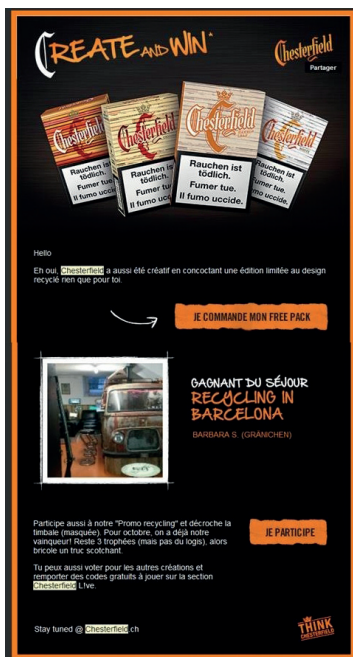 CREATE AND WIN*
Chesterfield
Partager
Chesterfield
Chesterfield
Chesterfield
Chesterfield
Rauchen ist
tödlich.
Fumer tue.
Il fumo uccide.
Rauchen ist
tödlich.
Fumer tue.
Il fumo uccide.
Rauchen ist
tödlich.
Fumer tue.
Il fumo uccide.
Rauchen ist
tödlich.
Fumer tue.
Il fumo uccide.
Hello
Eh oui, Chesterfield a aussi été créatif en concoctant une édition limitée au design
recyclé rien que pour toi
JE COMMANDE MON FREE PACK
GAGNANT DU SÉJOUR
RECYCLING IN
BARCELONA
BARBARA S. (GRÄNICHEN)
Participe aussi à notre "Promo recycling" et décroche la
timbale (masquée). Pour octobre, on a déjà notre
vainqueur! Reste 3 trophées (mais pas du logis), alors
bricole un truc scotchant.
JE PARTICIPE
Tu peux aussi voter pour les autres créations et
remporter des codes gratuits à jouer sur la section
Chesterfield L!ve.
Stay tuned @ Chesterfield.ch
THINK
CHESTERFIELD